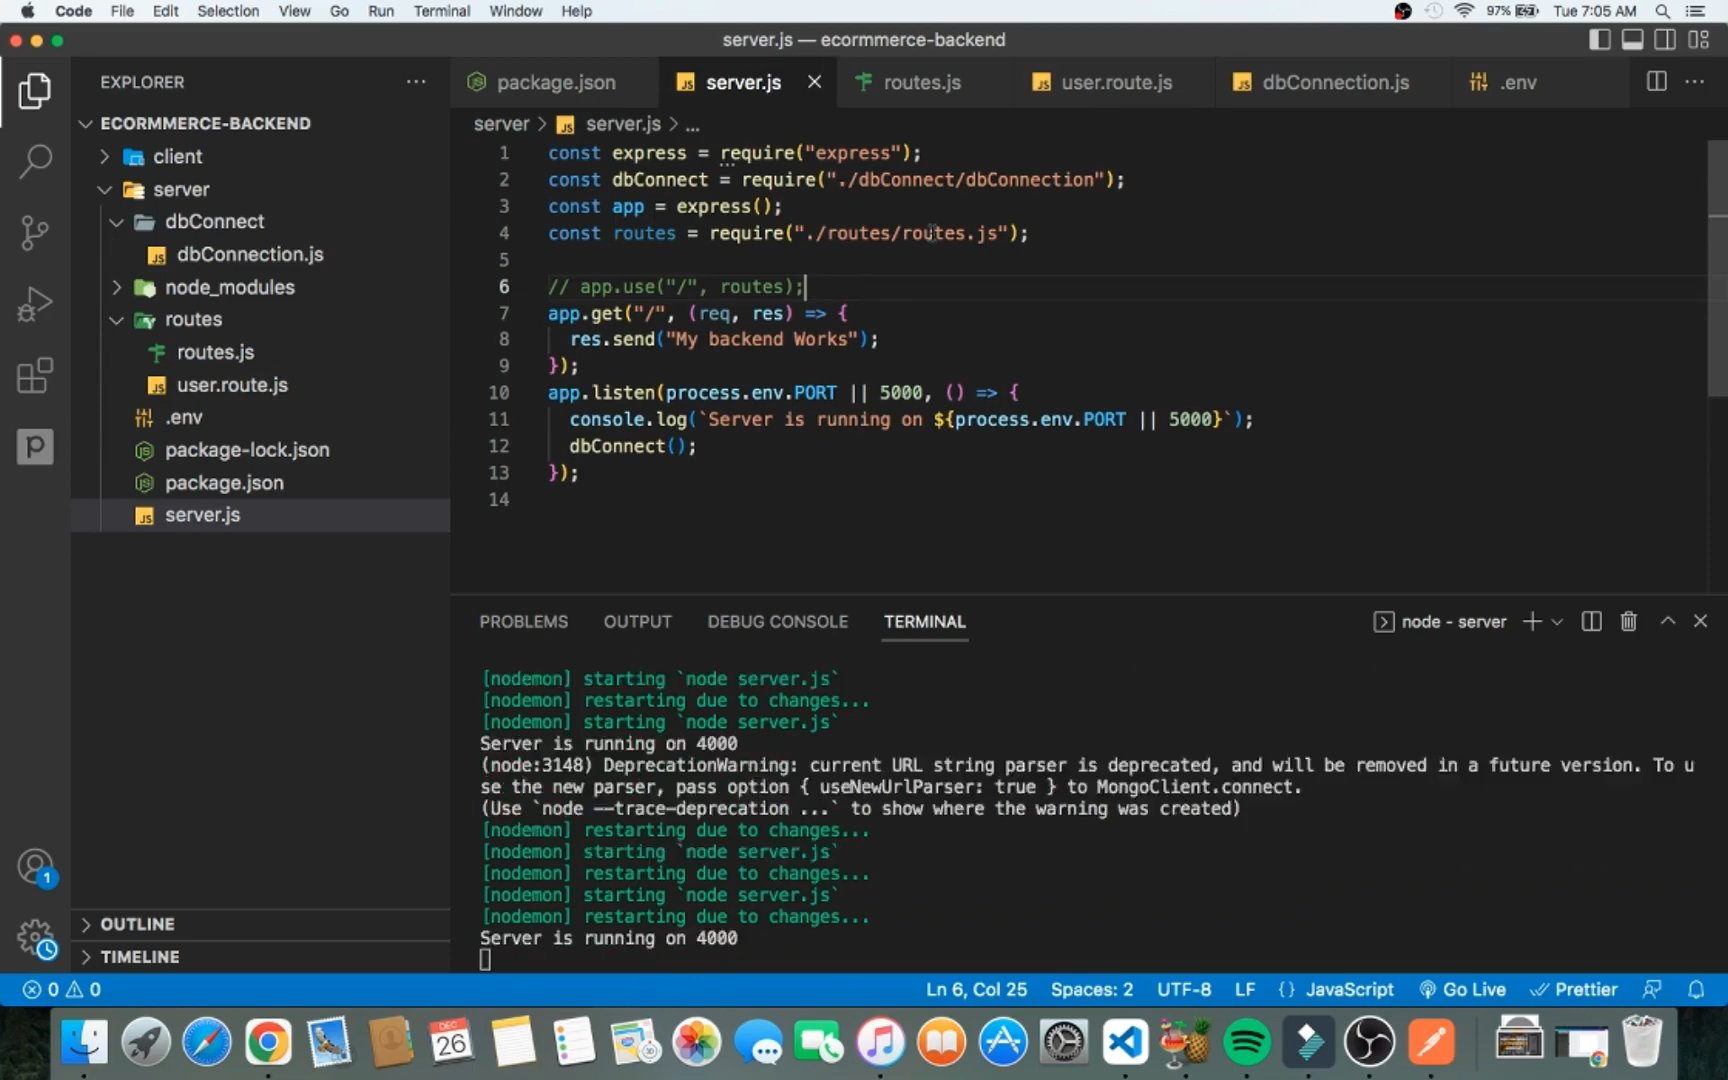 Code File Edit Selection View Go Run Terminal Window Help 97% Tue 7:05 AM
server.js — ecormmerce-backend
EXPLORER
package.json server.js routes.js user.route.js dbConnection.js .env
ECORMMERCE-BACKEND
client
server
dbConnect
dbConnection.js
node_modules
routes
routes.js
user.route.js
.env
package-lock.json
package.json
server.js
OUTLINE
TIMELINE
server > server.js > ...
1 const express = require("express");
2 const dbConnect = require("./dbConnect/dbConnection");
3 const app = express();
4 const routes = require("./routes/routes.js");
5
6 // app.use("/", routes);
7 app.get("/", (req, res) => {
8 res.send("My backend Works");
9 });
10 app.listen(process.env.PORT || 5000, () => {
11 console.log(`Server is running on ${process.env.PORT || 5000}`);
12 dbConnect();
13 });
14
PROBLEMS OUTPUT DEBUG CONSOLE TERMINAL node - server
[nodemon] starting `node server.js`
[nodemon] restarting due to changes...
[nodemon] starting `node server.js`
Server is running on 4000
(node:3148) DeprecationWarning: current URL string parser is deprecated, and will be removed in a future version. To u
se the new parser, pass option { useNewUrlParser: true } to MongoClient.connect.
(Use `node --trace-deprecation ...` to show where the warning was created)
[nodemon] restarting due to changes...
[nodemon] starting `node server.js`
[nodemon] restarting due to changes...
[nodemon] starting `node server.js`
[nodemon] restarting due to changes...
Server is running on 4000
1
0 0 Ln 6, Col 25 Spaces: 2 UTF-8 LF {} JavaScript Go Live Prettier
DEC
26